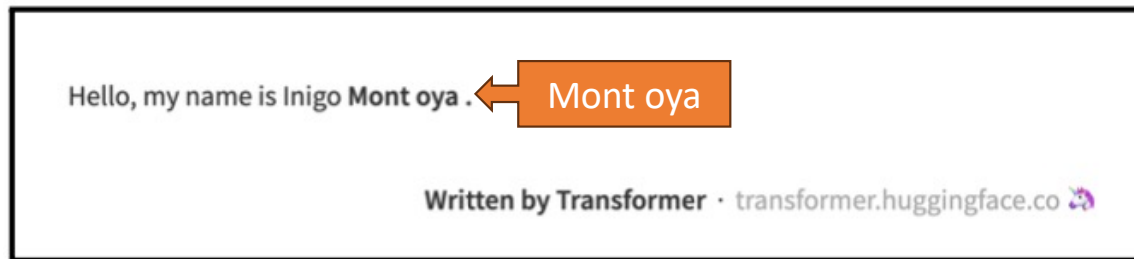 Hello, my name is Inigo Mont oya .
Mont oya
Written by Transformer · transformer.huggingface.co 🦄